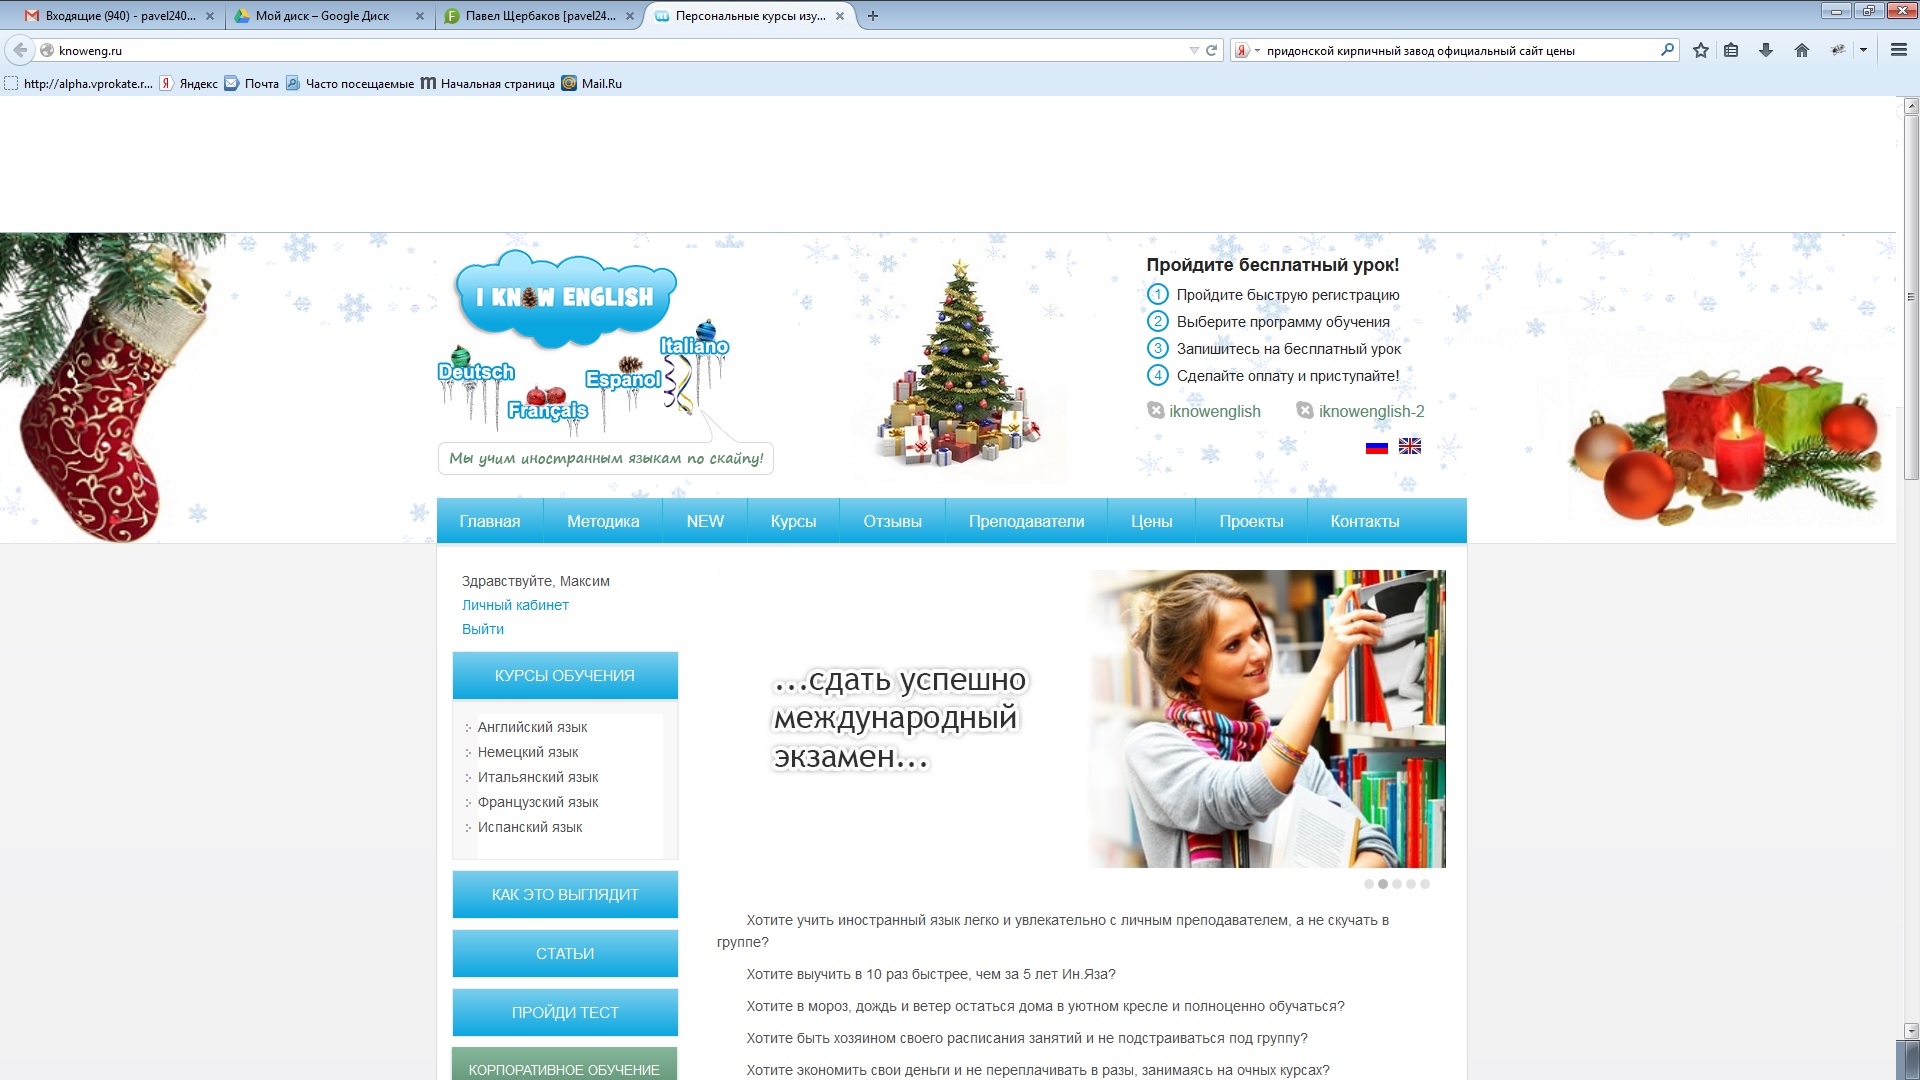 Входящие (940) - pavel240...
Мой диск – Google Диск
Павел Щербаков [pavel24...
Персональные курсы изу...
knoweng.ru
придонской кирпичный завод официальный сайт цены
http://alpha.vprokate.r...
Яндекс
Почта
Часто посещаемые
Начальная страница
Mail.Ru
I KNOW ENGLISH
Italiano
Deutsch
Espanol
Français
Мы учим иностранным языкам по скайпу!
Пройдите бесплатный урок!
1 Пройдите быструю регистрацию
2 Выберите программу обучения
3 Запишитесь на бесплатный урок
4 Сделайте оплату и приступайте!
iknowenglish
iknowenglish-2
Главная
Методика
NEW
Курсы
Отзывы
Преподаватели
Цены
Проекты
Контакты
Здравствуйте, Максим
Личный кабинет
Выйти
КУРСЫ ОБУЧЕНИЯ
Английский язык
Немецкий язык
Итальянский язык
Французский язык
Испанский язык
КАК ЭТО ВЫГЛЯДИТ
СТАТЬИ
ПРОЙДИ ТЕСТ
КОРПОРАТИВНОЕ ОБУЧЕНИЕ
...сдать успешно
международный
экзамен...
Хотите учить иностранный язык легко и увлекательно с личным преподавателем, а не скучать в
группе?
Хотите выучить в 10 раз быстрее, чем за 5 лет Ин.Яза?
Хотите в мороз, дождь и ветер остаться дома в уютном кресле и полноценно обучаться?
Хотите быть хозяином своего расписания занятий и не подстраиваться под группу?
Хотите экономить свои деньги и не переплачивать в разы, занимаясь на очных курсах?